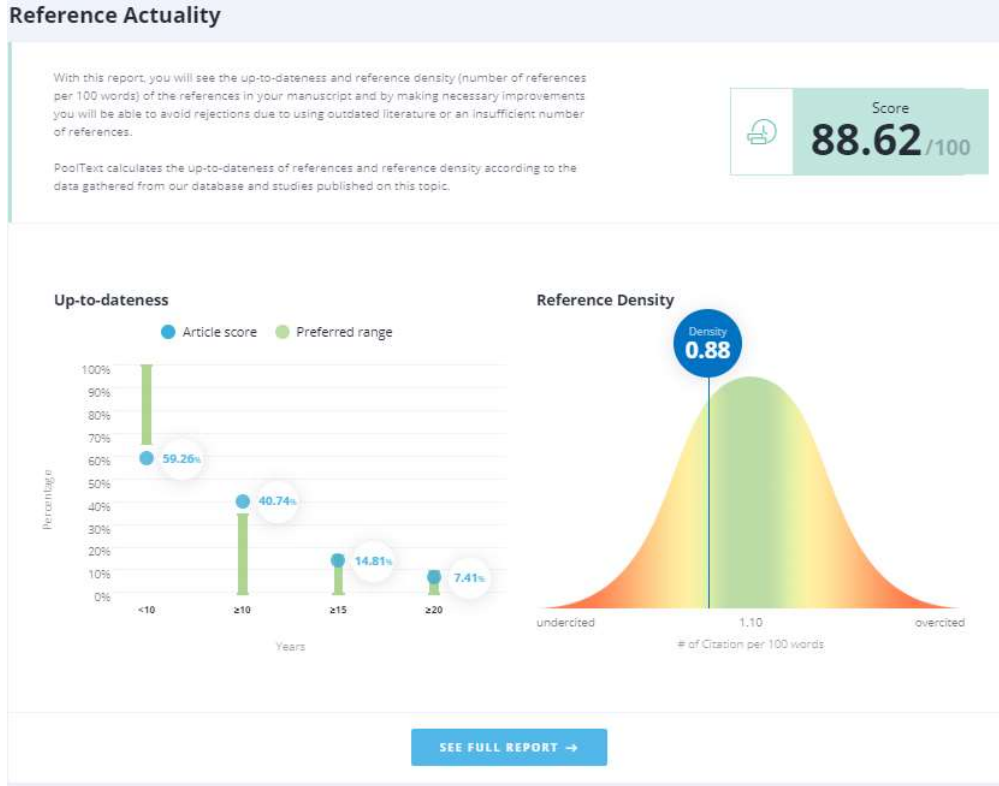 Reference Actuality
With this report, you will see the up-to-dateness and reference density (number of references
per 100 words) of the references in your manuscript and by making necessary improvements
you will be able to avoid rejections due to using outdated literature or an insufficient number
of references.
PoolText calculates the up-to-dateness of references and reference density according to the
data gathered from our database and studies published on this topic.
Score
88.62/100
Up-to-dateness
Article score
Preferred range
100%
90%
80%
70%
60%
50%
40%
30%
20%
10%
0%
Percentage
59.26%
40.74%
14.81%
7.41%
<10
≥10
≥15
≥20
Years
Reference Density
Density
0.88
undercited
1.10
overcited
# of Citation per 100 words
SEE FULL REPORT →